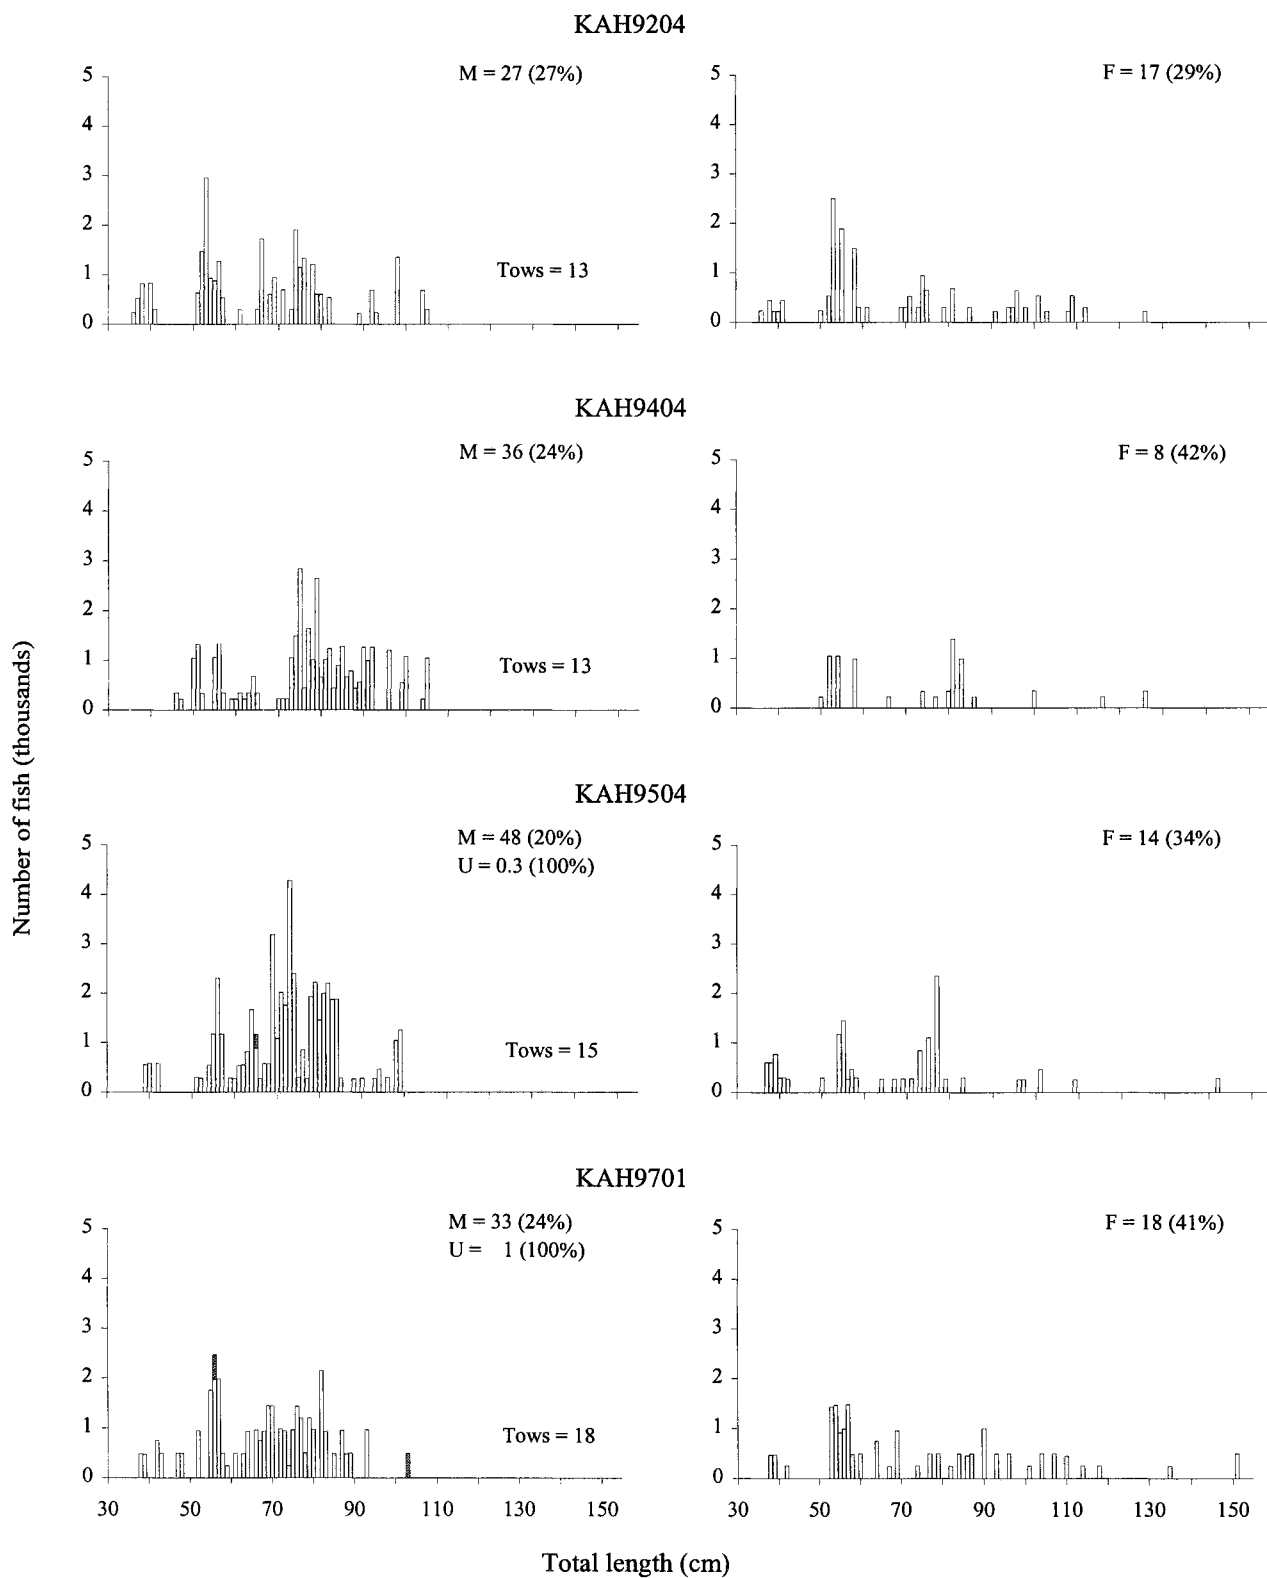 KAH9204
M = 27 (27%)
F = 17 (29%)
5
4
3
2
1
0
Tows = 13
5
4
3
2
1
0
KAH9404
M = 36 (24%)
F = 8 (42%)
5
4
3
2
1
0
Tows = 13
5
4
3
2
1
0
Number of fish (thousands)
KAH9504
M = 48 (20%)
U = 0.3 (100%)
F = 14 (34%)
5
4
3
2
1
0
Tows = 15
5
4
3
2
1
0
KAH9701
M = 33 (24%)
U = 1 (100%)
F = 18 (41%)
5
4
3
2
1
0
Tows = 18
5
4
3
2
1
0
30 50 70 90 110 130 150
30 50 70 90 110 130 150
Total length (cm)